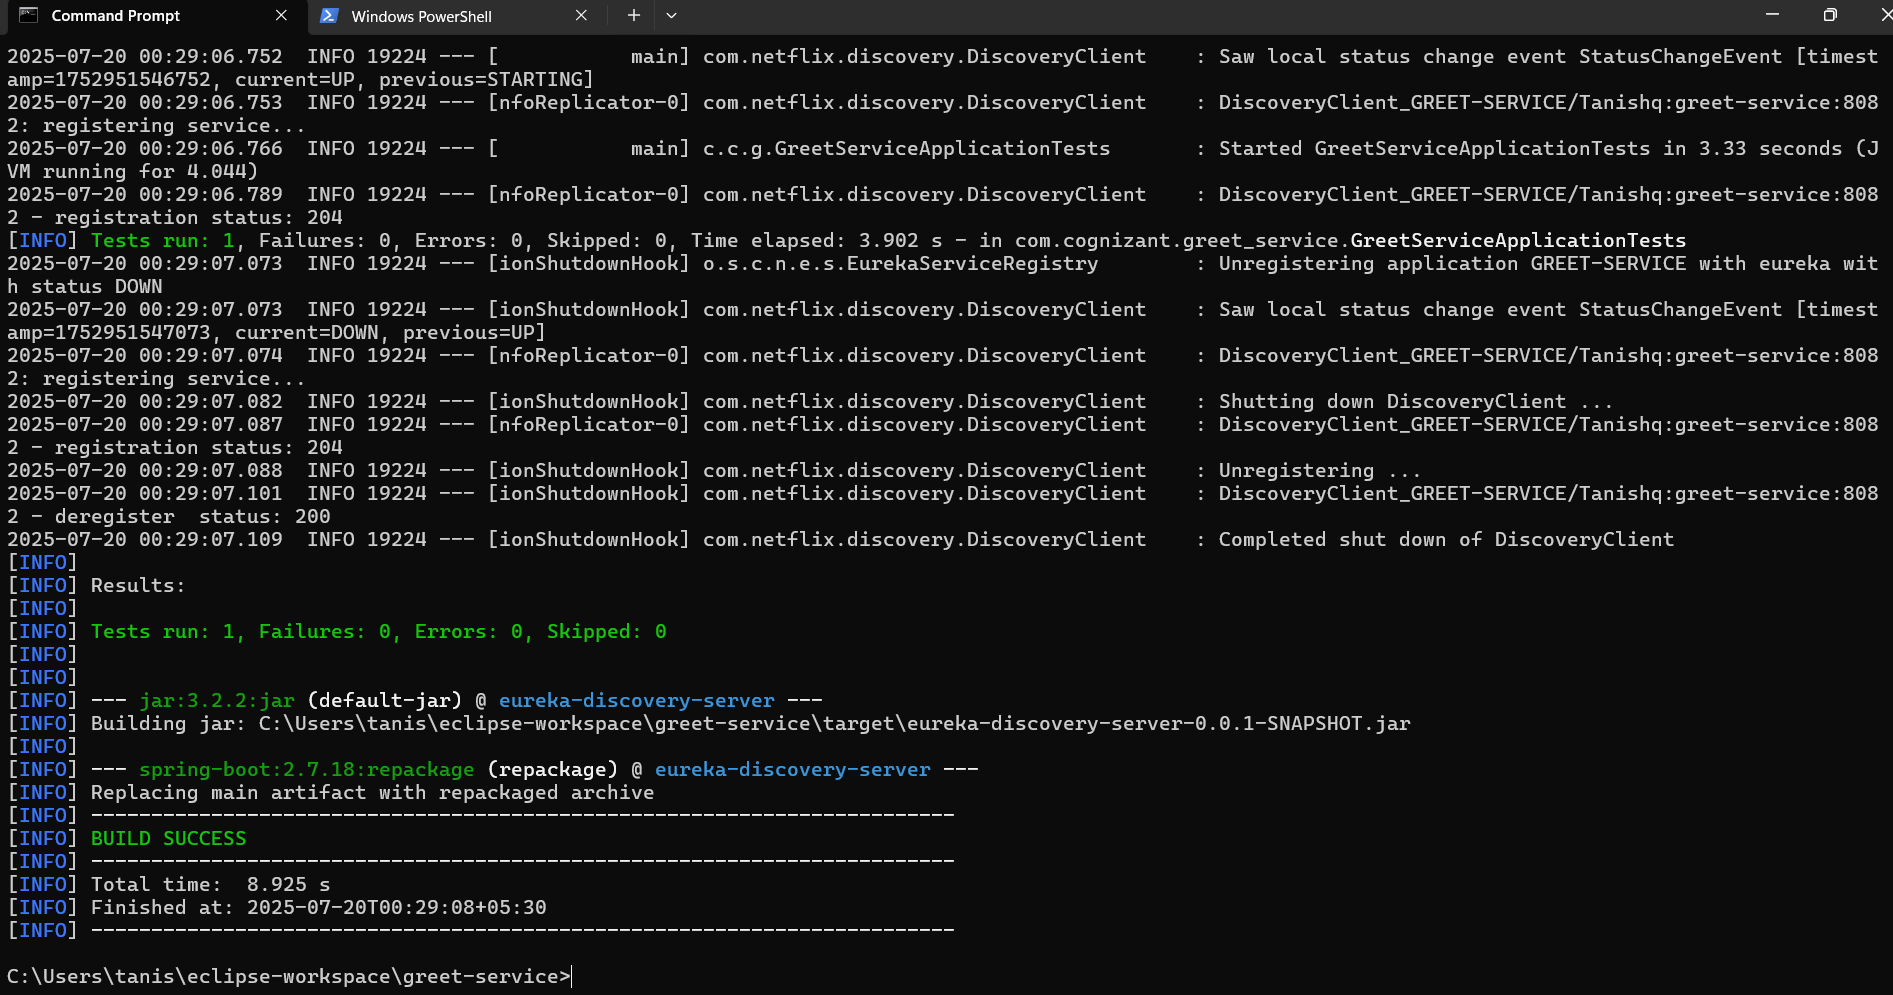 Command Prompt
Windows PowerShell
2025-07-20 00:29:06.752  INFO 19224 --- [           main] com.netflix.discovery.DiscoveryClient    : Saw local status change event StatusChangeEvent [timest
amp=1752951546752, current=UP, previous=STARTING]
2025-07-20 00:29:06.753  INFO 19224 --- [nfoReplicator-0] com.netflix.discovery.DiscoveryClient    : DiscoveryClient_GREET-SERVICE/Tanishq:greet-service:808
2: registering service...
2025-07-20 00:29:06.766  INFO 19224 --- [           main] c.c.g.GreetServiceApplicationTests       : Started GreetServiceApplicationTests in 3.33 seconds (J
VM running for 4.044)
2025-07-20 00:29:06.789  INFO 19224 --- [nfoReplicator-0] com.netflix.discovery.DiscoveryClient    : DiscoveryClient_GREET-SERVICE/Tanishq:greet-service:808
2 - registration status: 204
[INFO] Tests run: 1, Failures: 0, Errors: 0, Skipped: 0, Time elapsed: 3.902 s - in com.cognizant.greet_service.GreetServiceApplicationTests
2025-07-20 00:29:07.073  INFO 19224 --- [ionShutdownHook] o.s.c.n.e.s.EurekaServiceRegistry        : Unregistering application GREET-SERVICE with eureka wit
h status DOWN
2025-07-20 00:29:07.073  INFO 19224 --- [ionShutdownHook] com.netflix.discovery.DiscoveryClient    : Saw local status change event StatusChangeEvent [timest
amp=1752951547073, current=DOWN, previous=UP]
2025-07-20 00:29:07.074  INFO 19224 --- [nfoReplicator-0] com.netflix.discovery.DiscoveryClient    : DiscoveryClient_GREET-SERVICE/Tanishq:greet-service:808
2: registering service...
2025-07-20 00:29:07.082  INFO 19224 --- [ionShutdownHook] com.netflix.discovery.DiscoveryClient    : Shutting down DiscoveryClient ...
2025-07-20 00:29:07.087  INFO 19224 --- [nfoReplicator-0] com.netflix.discovery.DiscoveryClient    : DiscoveryClient_GREET-SERVICE/Tanishq:greet-service:808
2 - registration status: 204
2025-07-20 00:29:07.088  INFO 19224 --- [ionShutdownHook] com.netflix.discovery.DiscoveryClient    : Unregistering ...
2025-07-20 00:29:07.101  INFO 19224 --- [ionShutdownHook] com.netflix.discovery.DiscoveryClient    : DiscoveryClient_GREET-SERVICE/Tanishq:greet-service:808
2 - deregister  status: 200
2025-07-20 00:29:07.109  INFO 19224 --- [ionShutdownHook] com.netflix.discovery.DiscoveryClient    : Completed shut down of DiscoveryClient
[INFO]
[INFO] Results:
[INFO]
[INFO] Tests run: 1, Failures: 0, Errors: 0, Skipped: 0
[INFO]
[INFO]
[INFO] --- jar:3.2.2:jar (default-jar) @ eureka-discovery-server ---
[INFO] Building jar: C:\Users\tanis\eclipse-workspace\greet-service\target\eureka-discovery-server-0.0.1-SNAPSHOT.jar
[INFO]
[INFO] --- spring-boot:2.7.18:repackage (repackage) @ eureka-discovery-server ---
[INFO] Replacing main artifact with repackaged archive
[INFO] ------------------------------------------------------------------------
[INFO] BUILD SUCCESS
[INFO] ------------------------------------------------------------------------
[INFO] Total time:  8.925 s
[INFO] Finished at: 2025-07-20T00:29:08+05:30
[INFO] ------------------------------------------------------------------------
C:\Users\tanis\eclipse-workspace\greet-service>